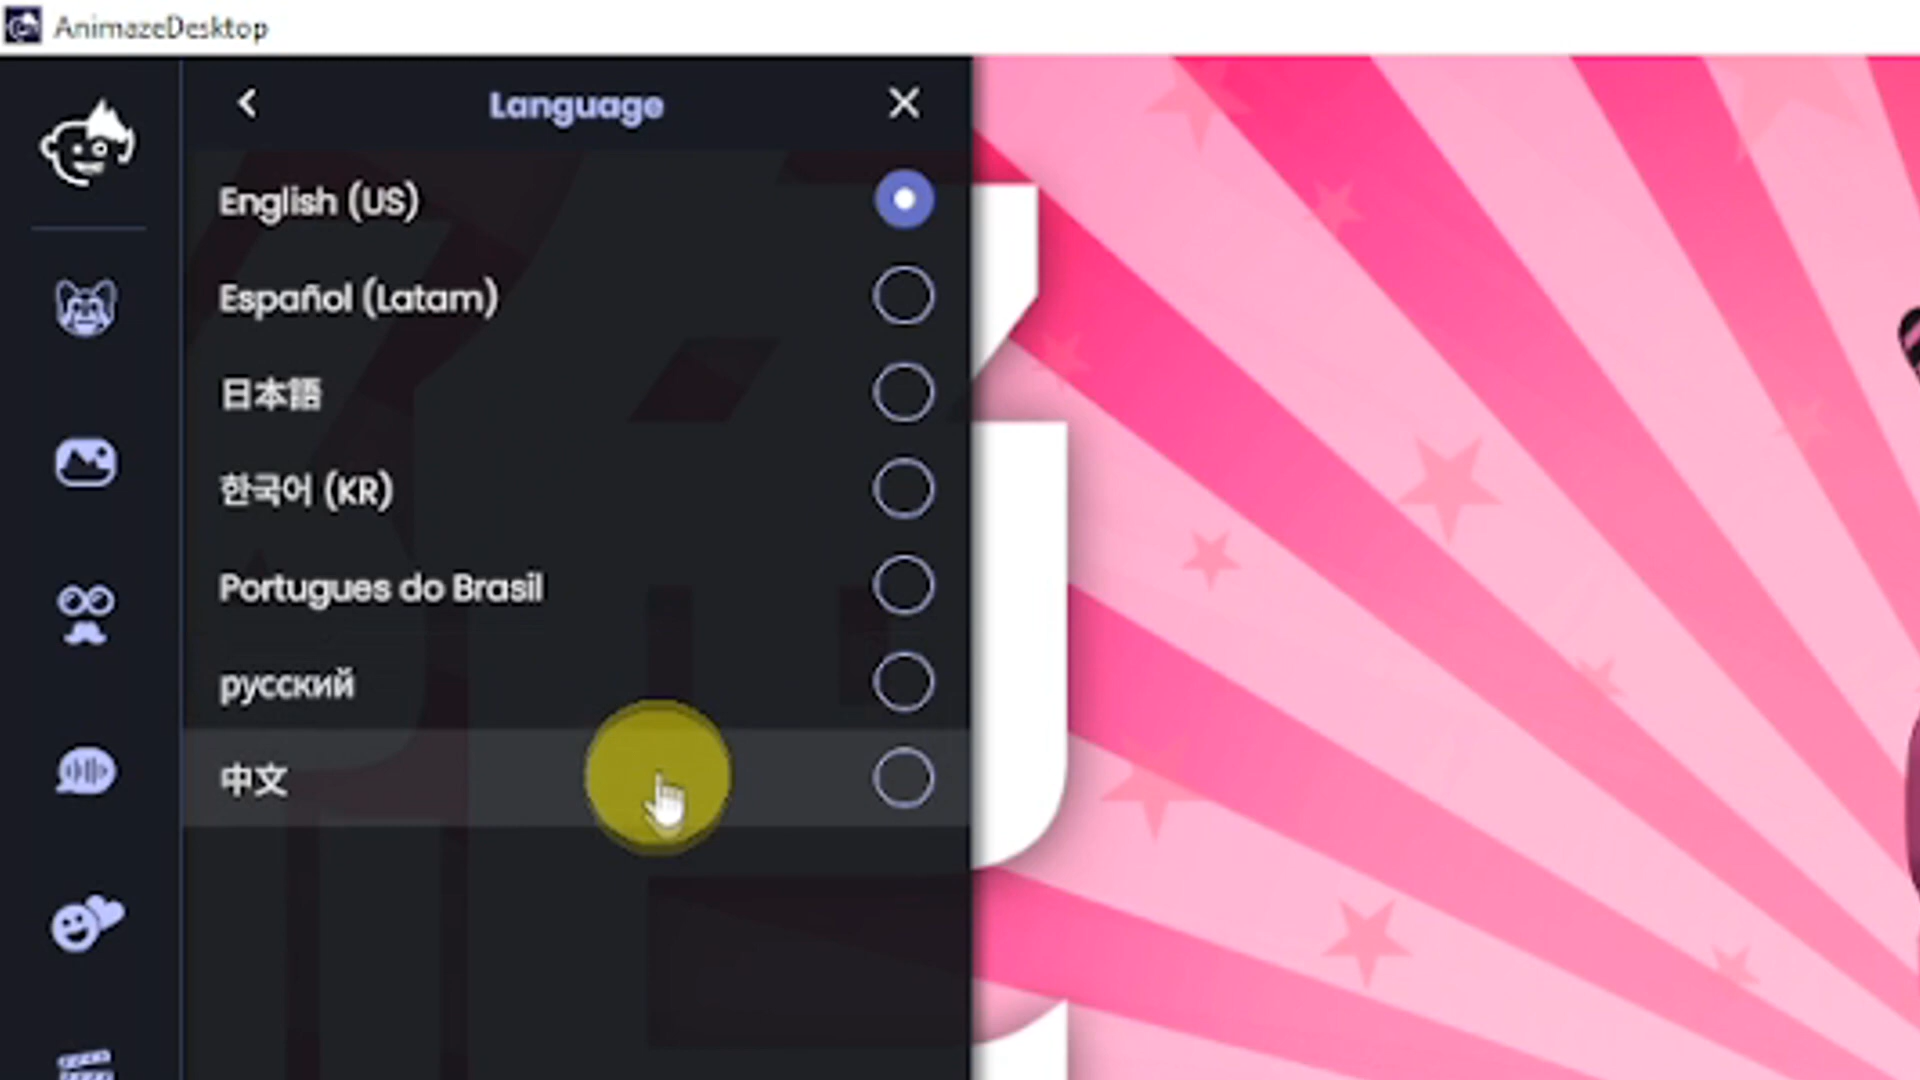 AnimazeDesktop
Language
English (US)
Español (Latam)
日本語
한국어 (KR)
Portugues do Brasil
русский
中文